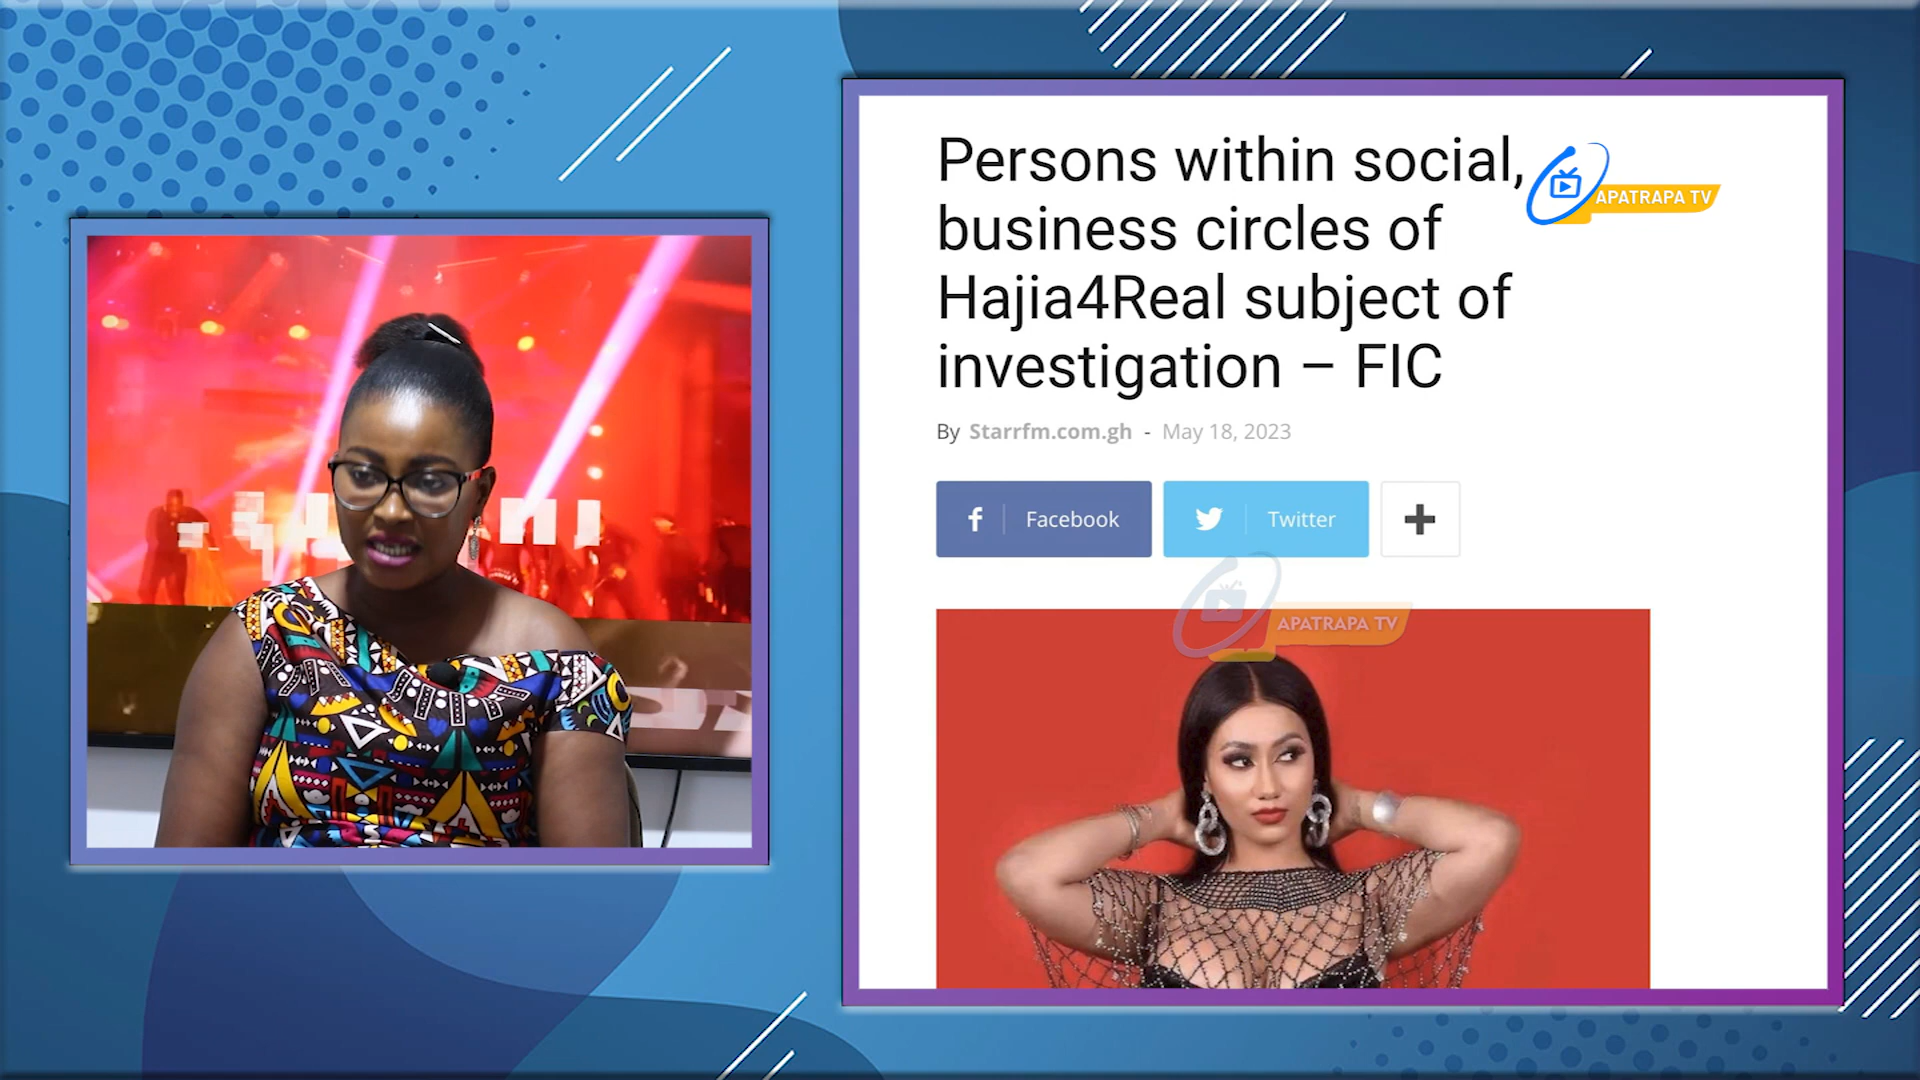 Persons within social,
business circles of
Hajia4Real subject of
investigation – FIC
APATRAPA TV
By Starrfm.com.gh - May 18, 2023
f Facebook
Twitter
+
APATRAPA TV